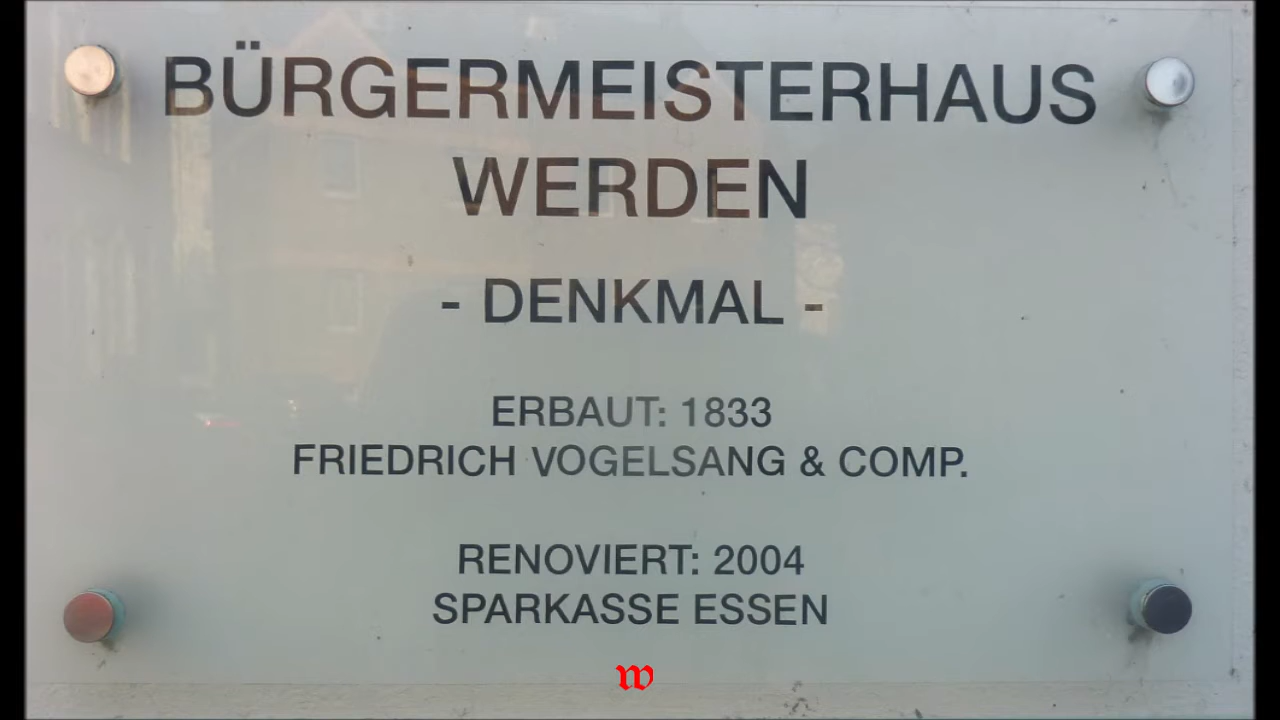 BÜRGERMEISTERHAUS
WERDEN
- DENKMAL -
ERBAUT: 1833
FRIEDRICH VOGELSANG & COMP.
RENOVIERT: 2004
SPARKASSE ESSEN
w